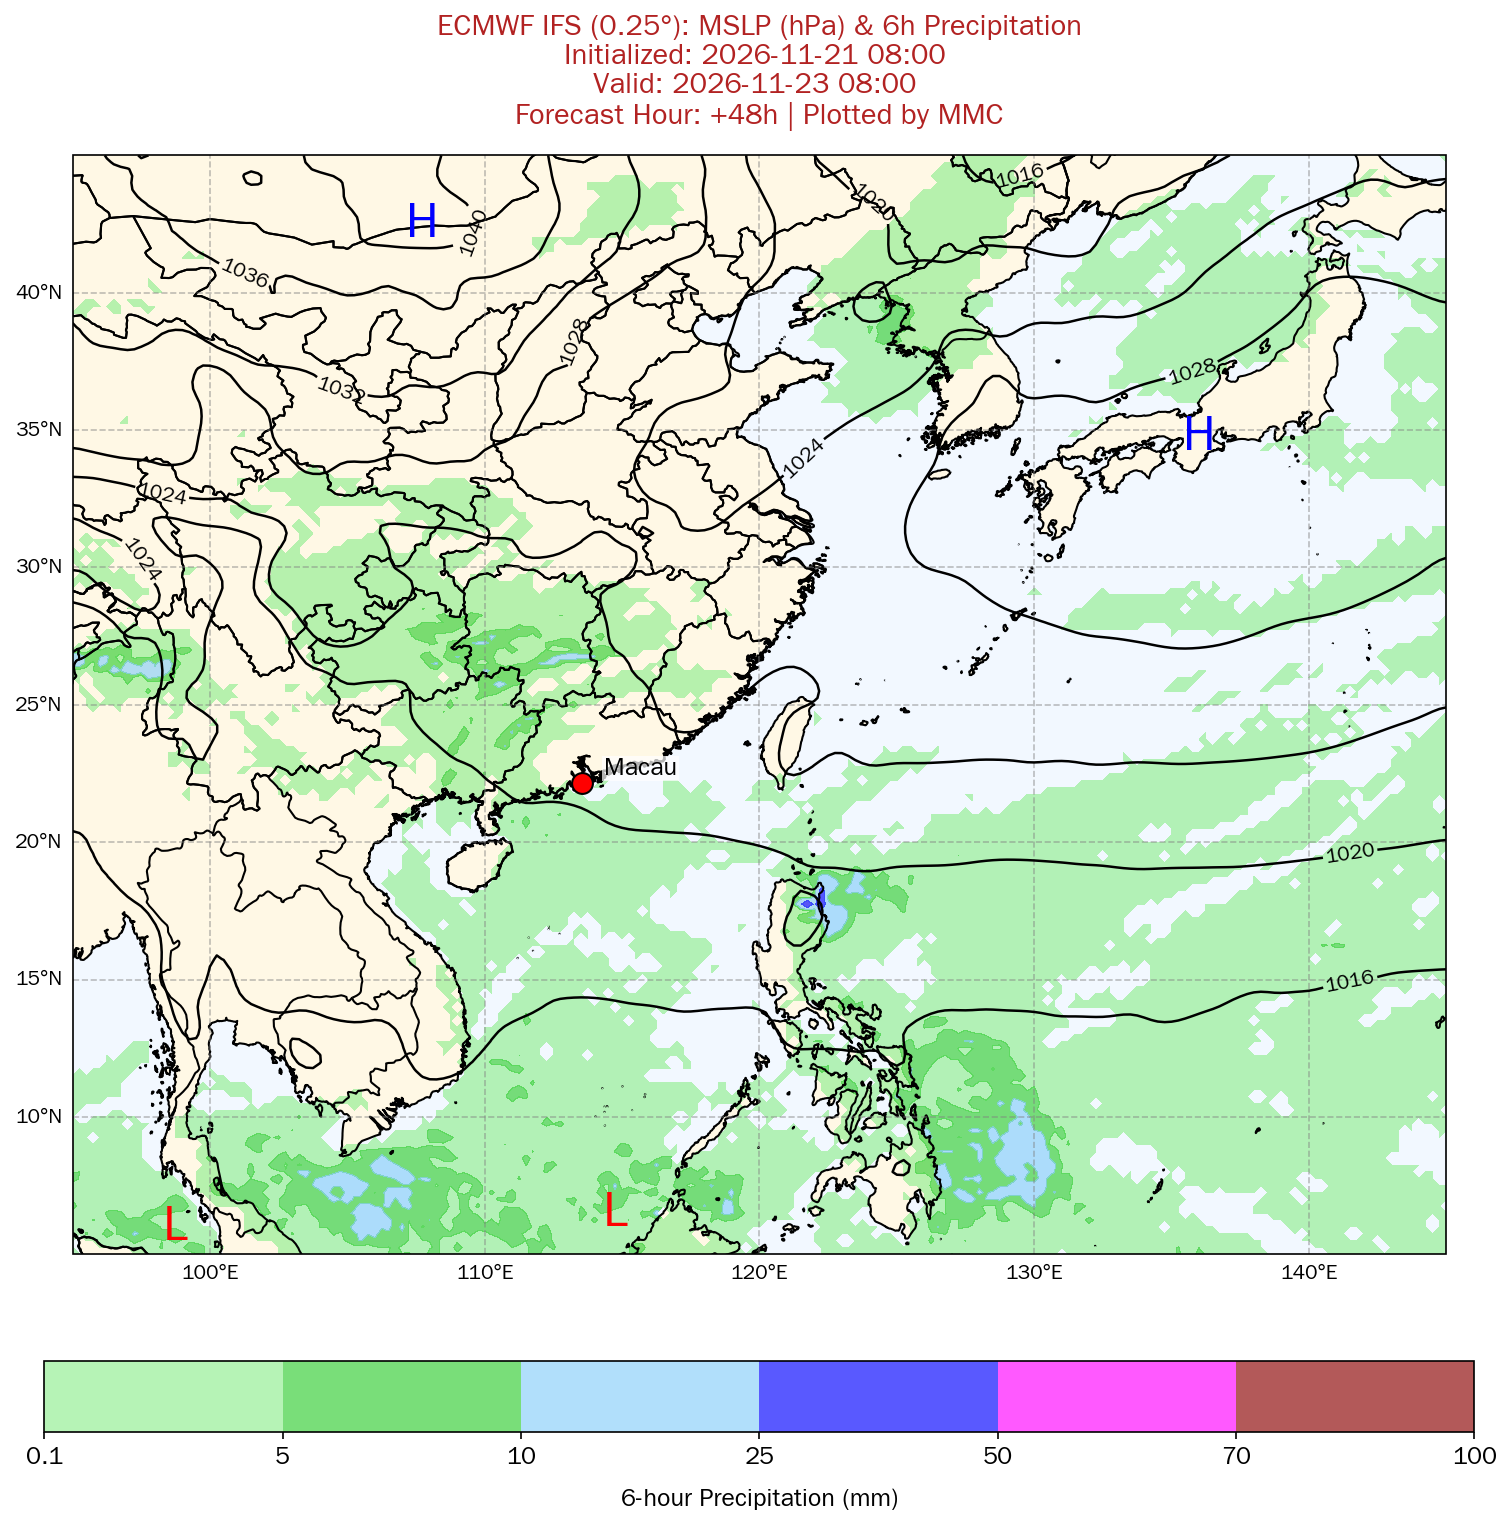 ECMWF IFS (0.25°): MSLP (hPa) & 6h Precipitation
Initialized: 2026-11-21 08:00
Valid: 2026-11-23 08:00
Forecast Hour: +48h | Plotted by MMC
1016
1020
H
1040
1036
40°N
1028
1032
1028
35°N
H
1024
1024
1024
30°N
25°N
Macau
20°N
1020
15°N
1016
10°N
L
L
100°E 110°E 120°E 130°E 140°E
0.1 5 10 25 50 70 100
6-hour Precipitation (mm)